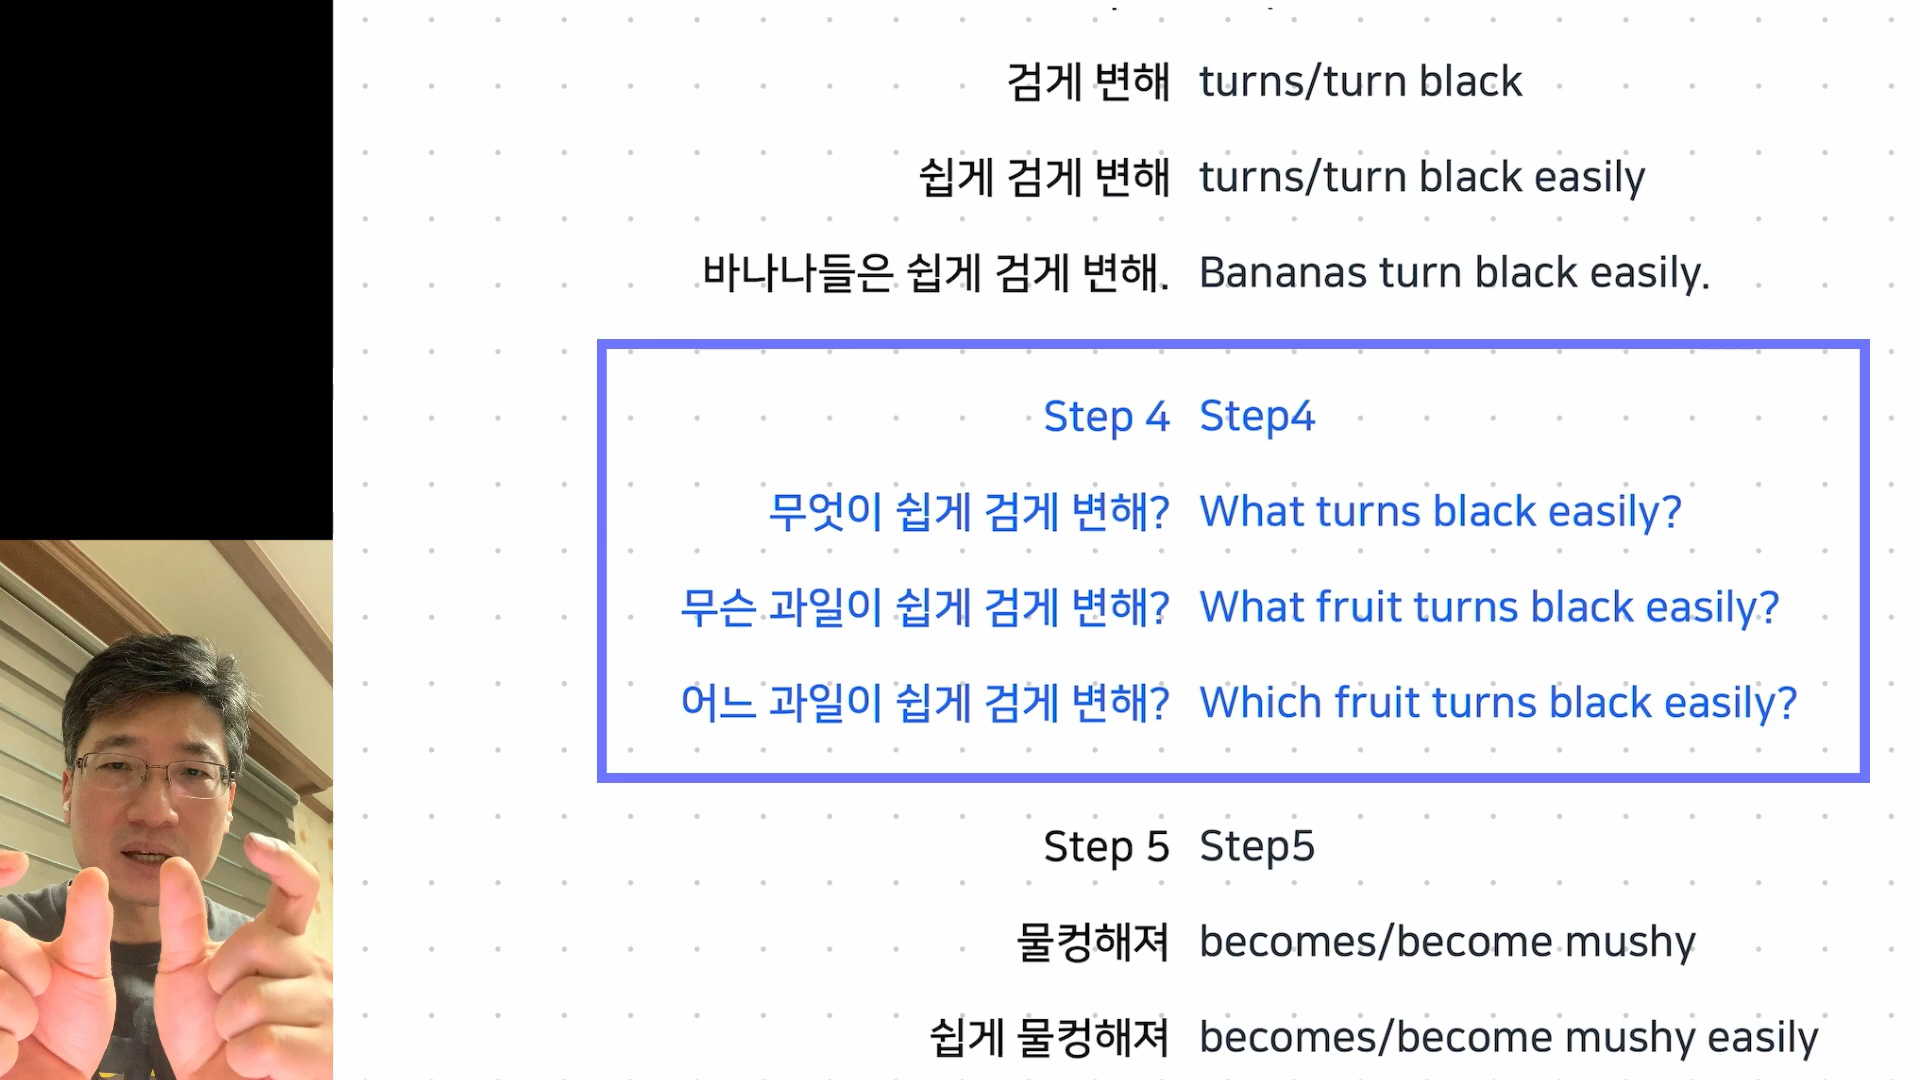 검게 변해 turns/turn black
쉽게 검게 변해 turns/turn black easily
바나나들은 쉽게 검게 변해. Bananas turn black easily.
Step 4 Step4
무엇이 쉽게 검게 변해? What turns black easily?
무슨 과일이 쉽게 검게 변해? What fruit turns black easily?
어느 과일이 쉽게 검게 변해? Which fruit turns black easily?
Step 5 Step5
물컹해져 becomes/become mushy
쉽게 물컹해져 becomes/become mushy easily